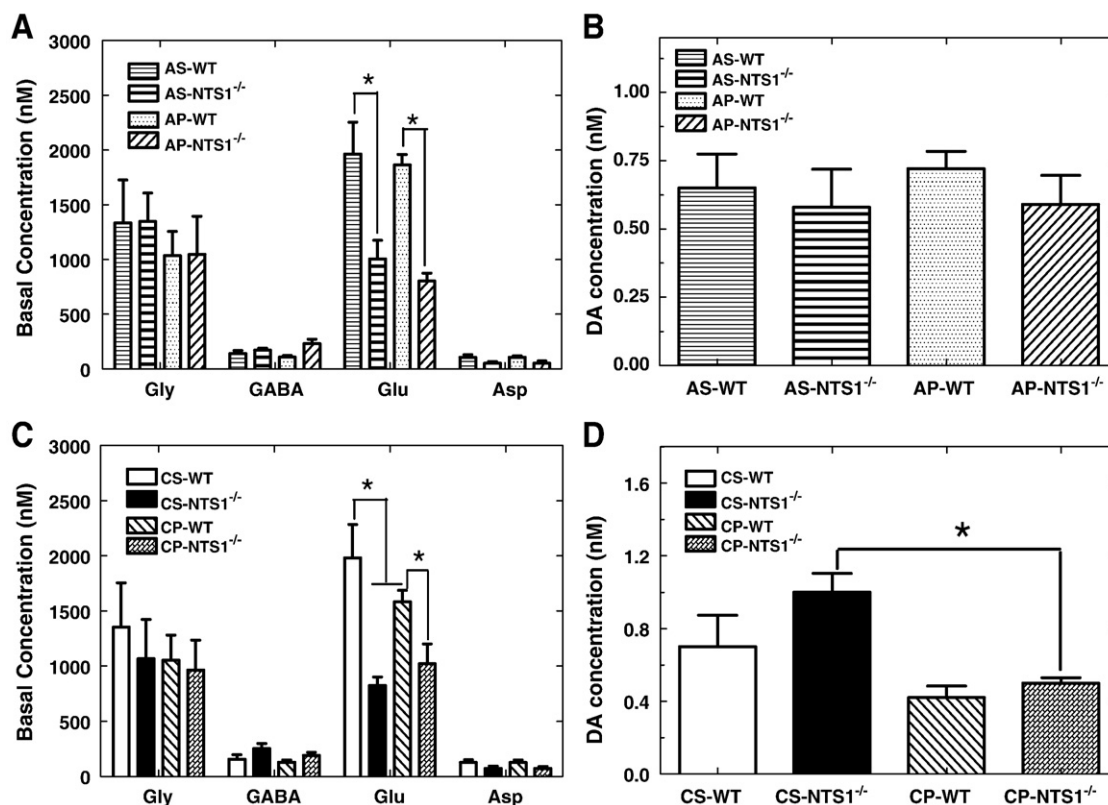 A
Basal Concentration (nM)
3000
2500
2000
1500
1000
500
0
AS-WT
AS-NTS1-/-
AP-WT
AP-NTS1-/-
*
*
Gly GABA Glu Asp
B
DA concentration (nM)
1.00
0.75
0.50
0.25
0.00
AS-WT
AS-NTS1-/-
AP-WT
AP-NTS1-/-
AS-WT AS-NTS1-/- AP-WT AP-NTS1-/-
C
Basal Concentration (nM)
3000
2500
2000
1500
1000
500
0
CS-WT
CS-NTS1-/-
CP-WT
CP-NTS1-/-
*
*
Gly GABA Glu Asp
D
DA concentration (nM)
1.6
1.2
0.8
0.4
0.0
CS-WT
CS-NTS1-/-
CP-WT
CP-NTS1-/-
*
CS-WT CS-NTS1-/- CP-WT CP-NTS1-/-